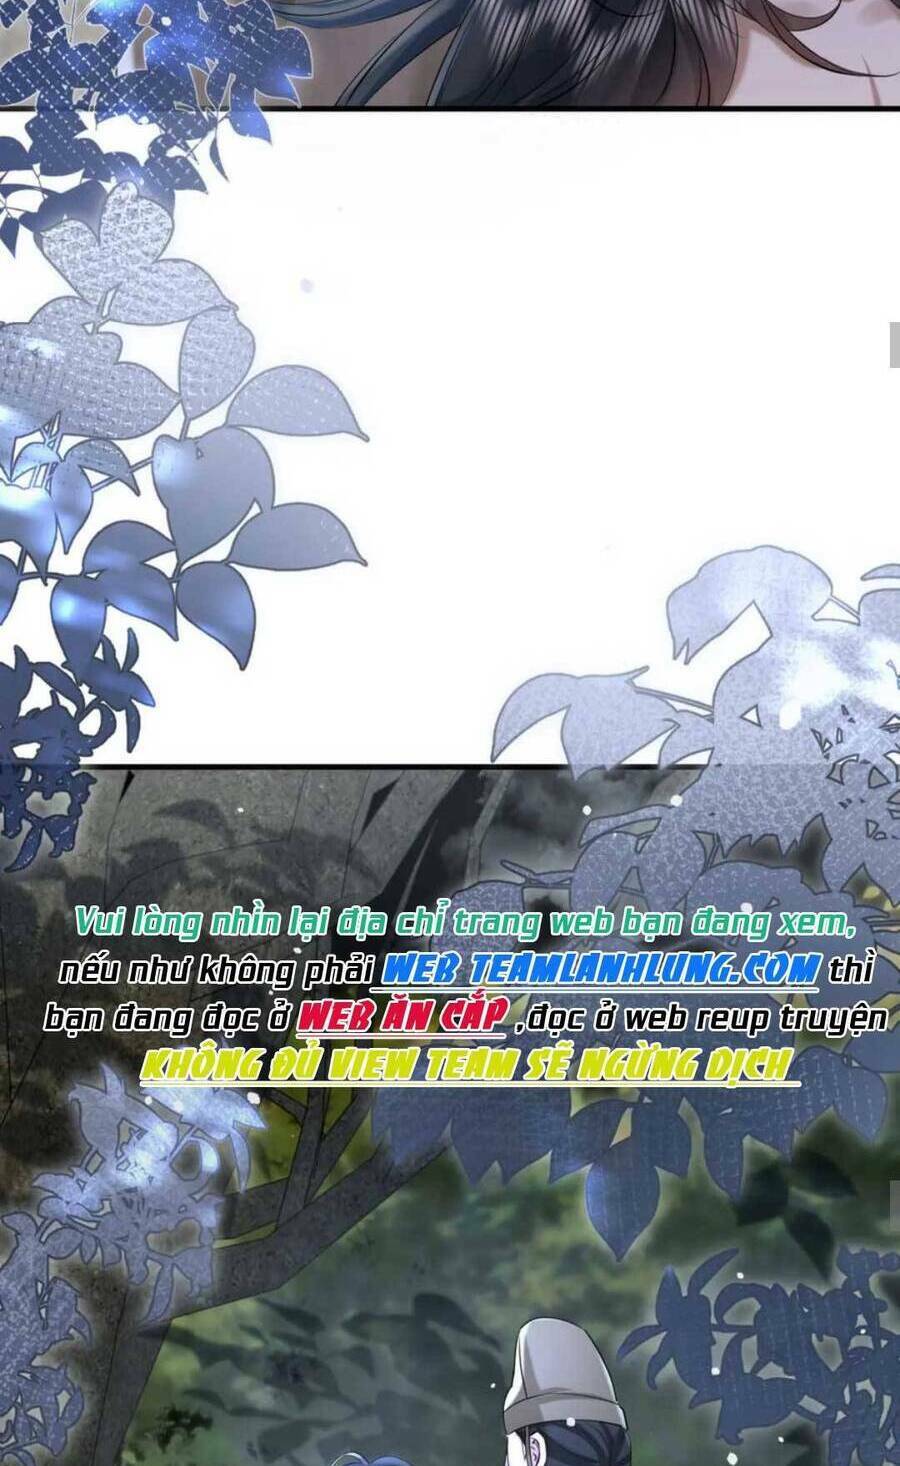 Vui lòng nhìn lại địa chỉ trang web bạn đang xem,
nếu như không phải WEB TEAMLANHLUNG.COM thì
bạn đang đọc ở WEB ĂN CẮP ,đọc ở web reup truyện
KHÔNG ĐỦ VIEW TEAM SẼ NGỪNG DỊCH